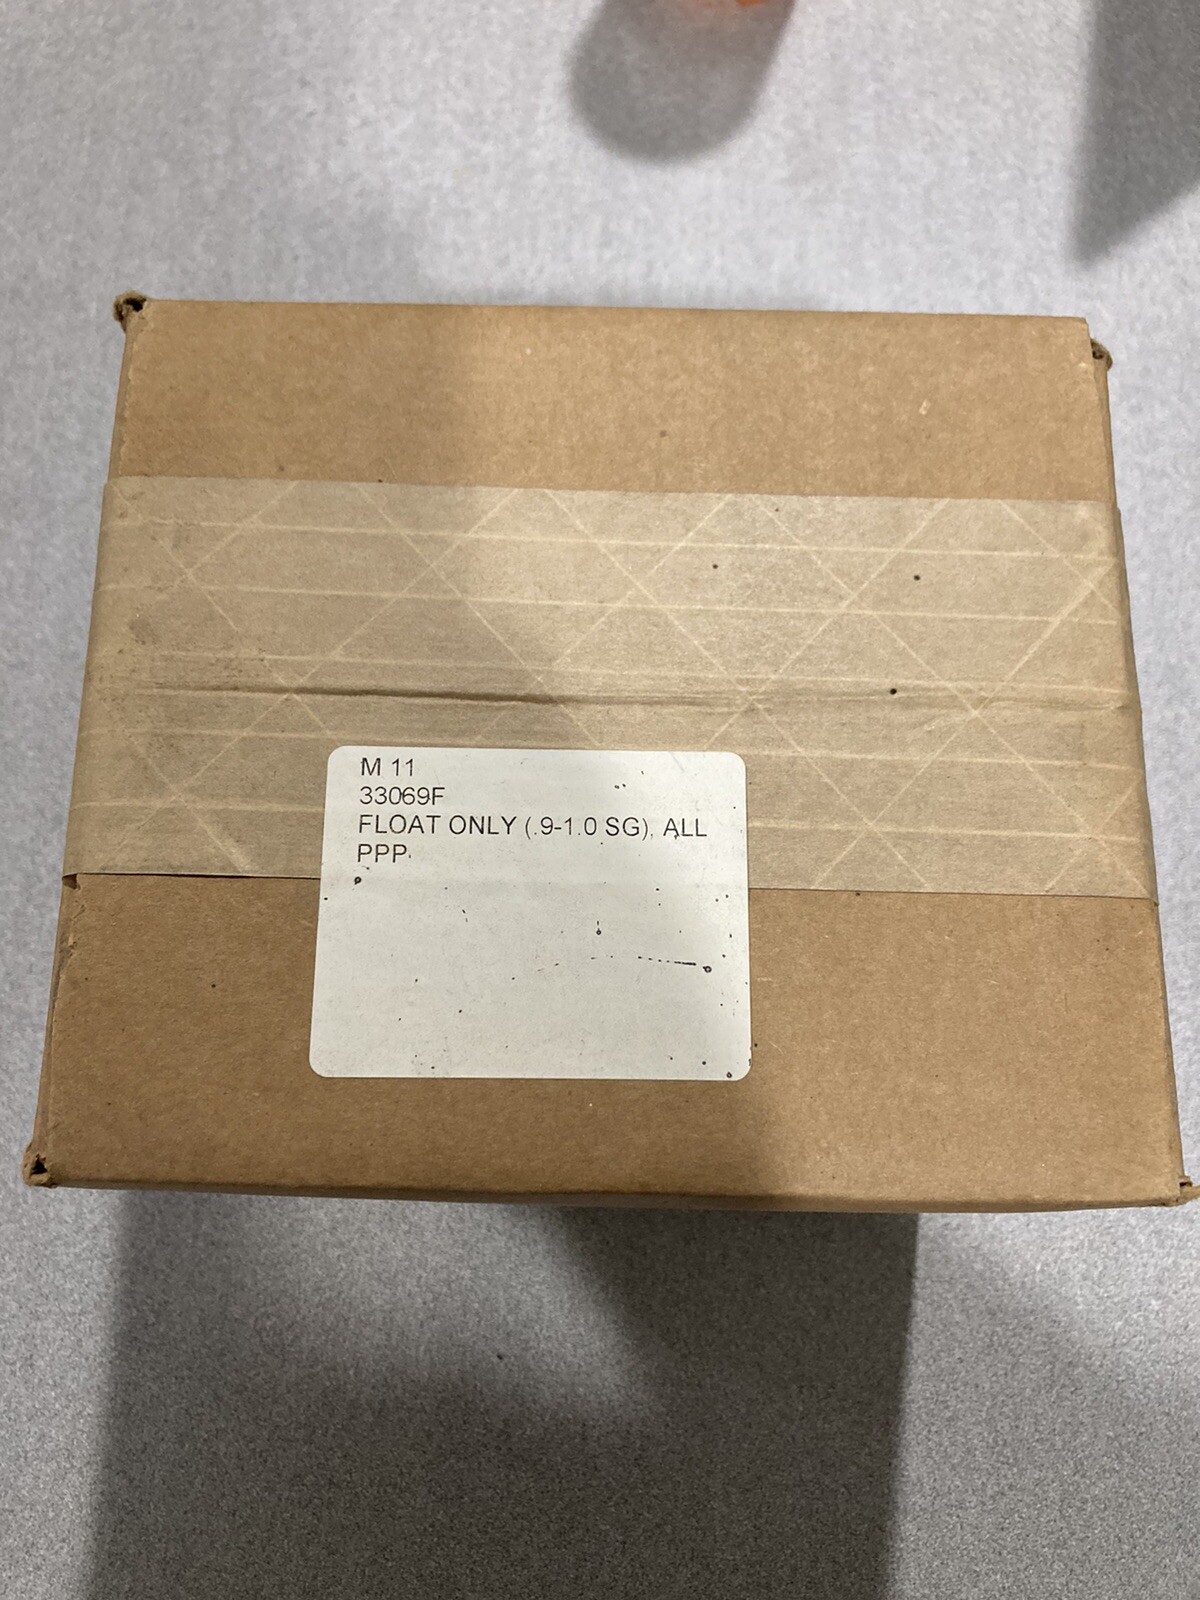 M 11
33069F
FLOAT ONLY (.9-1.0 SG), ALL
PPP